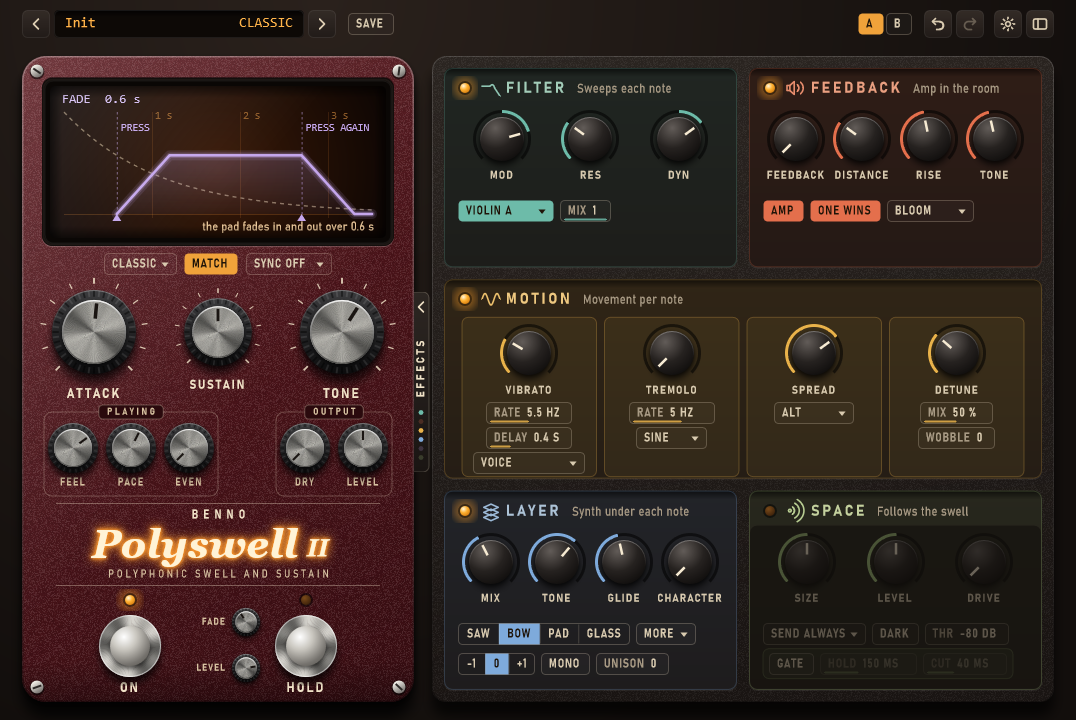 Init CLASSIC SAVE A B
FADE 0.6 s
1 s 2 s 3 s
PRESS PRESS AGAIN
the pad fades in and out over 0.6 s
CLASSIC MATCH SYNC OFF
ATTACK SUSTAIN TONE
PLAYING OUTPUT
FEEL PACE EVEN DRY LEVEL
BENNO
Polyswell II
POLYPHONIC SWELL AND SUSTAIN
FADE
LEVEL
ON HOLD
EFFECTS
FILTER Sweeps each note
MOD RES DYN
VIOLIN A MIX 1
FEEDBACK Amp in the room
FEEDBACK DISTANCE RISE TONE
AMP ONE WINS BLOOM
MOTION Movement per note
VIBRATO TREMOLO SPREAD DETUNE
RATE 5.5 HZ RATE 5 HZ ALT MIX 50 %
DELAY 0.4 S SINE WOBBLE 0
VOICE
LAYER Synth under each note
MIX TONE GLIDE CHARACTER
SAW BOW PAD GLASS MORE
-1 0 +1 MONO UNISON 0
SPACE Follows the swell
SIZE LEVEL DRIVE
SEND ALWAYS DARK THR -80 DB
GATE HOLD 150 MS CUT 40 MS